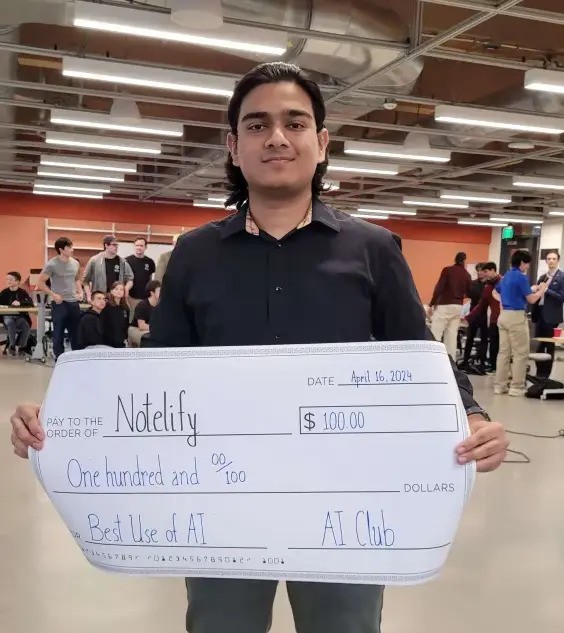 DATE April 16, 2024
PAY TO THE
ORDER OF Notelify $ 100.00
One hundred and 00/100 DOLLARS
Best Use of AI AI Club